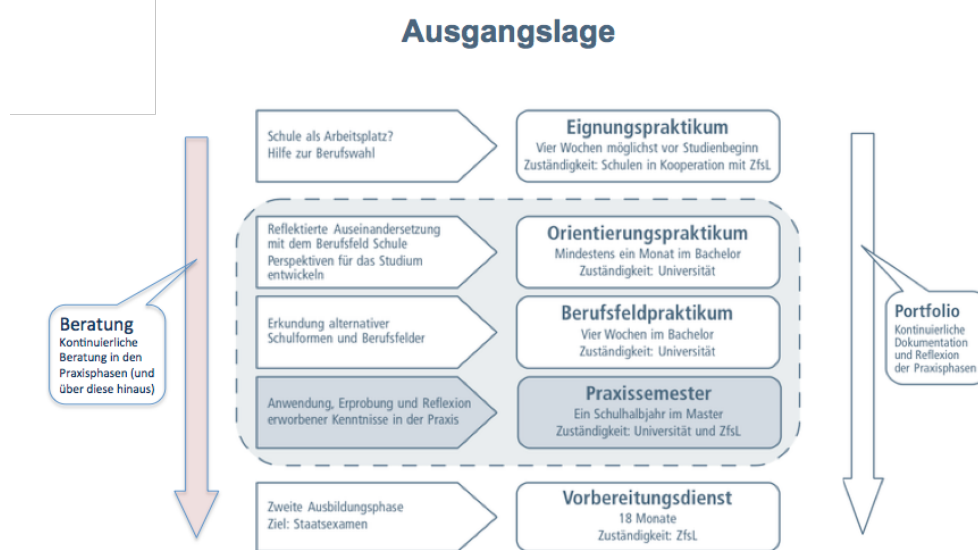 Ausgangslage
Schule als Arbeitsplatz?
Hilfe zur Berufswahl
Eignungspraktikum
Vier Wochen möglichst vor Studienbeginn
Zuständigkeit: Schulen in Kooperation mit ZfsL
Reflektierte Auseinandersetzung
mit dem Berufsfeld Schule
Perspektiven für das Studium
entwickeln
Orientierungspraktikum
Mindestens ein Monat im Bachelor
Zuständigkeit: Universität
Erkundung alternativer
Schulformen und Berufsfelder
Berufsfeldpraktikum
Vier Wochen im Bachelor
Zuständigkeit: Universität
Anwendung, Erprobung und Reflexion
erworbener Kenntnisse in der Praxis
Praxissemester
Ein Schulhalbjahr im Master
Zuständigkeit: Universität und ZfsL
Zweite Ausbildungsphase
Ziel: Staatsexamen
Vorbereitungsdienst
18 Monate
Zuständigkeit: ZfsL
Beratung
Kontinuierliche
Beratung in den
Praxisphasen (und
über diese hinaus)
Portfolio
Kontinuierliche
Dokumentation
und Reflexion
der Praxisphasen